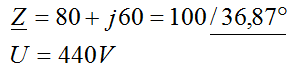 Z = 80 + j60 = 100/36,87°
U = 440V